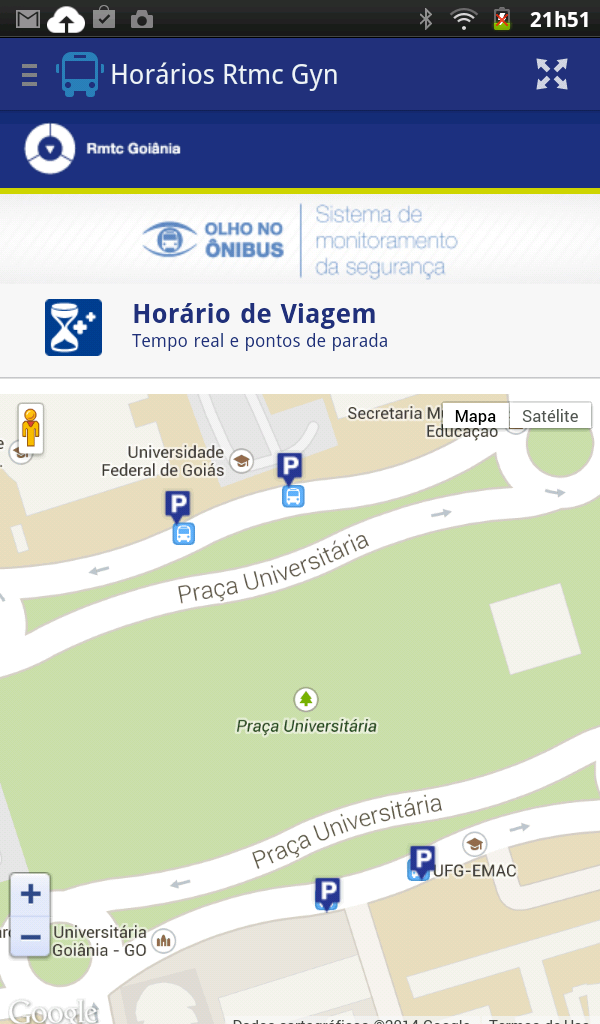 21h51
Horários Rtmc Gyn
Rmtc Goiânia
OLHO NO
ÔNIBUS
Sistema de
monitoramento
da segurança
Horário de Viagem
Tempo real e pontos de parada
Mapa
Satélite
Secretaria M
Educação
Universidade
Federal de Goiás
P
P
Praça Universitária
Praça Universitária
Praça Universitária
P
UFG-EMAC
P
+
−
Universitária
Goiânia - GO
Google
Dados cartográficos ©2014 Google
Termos de Uso